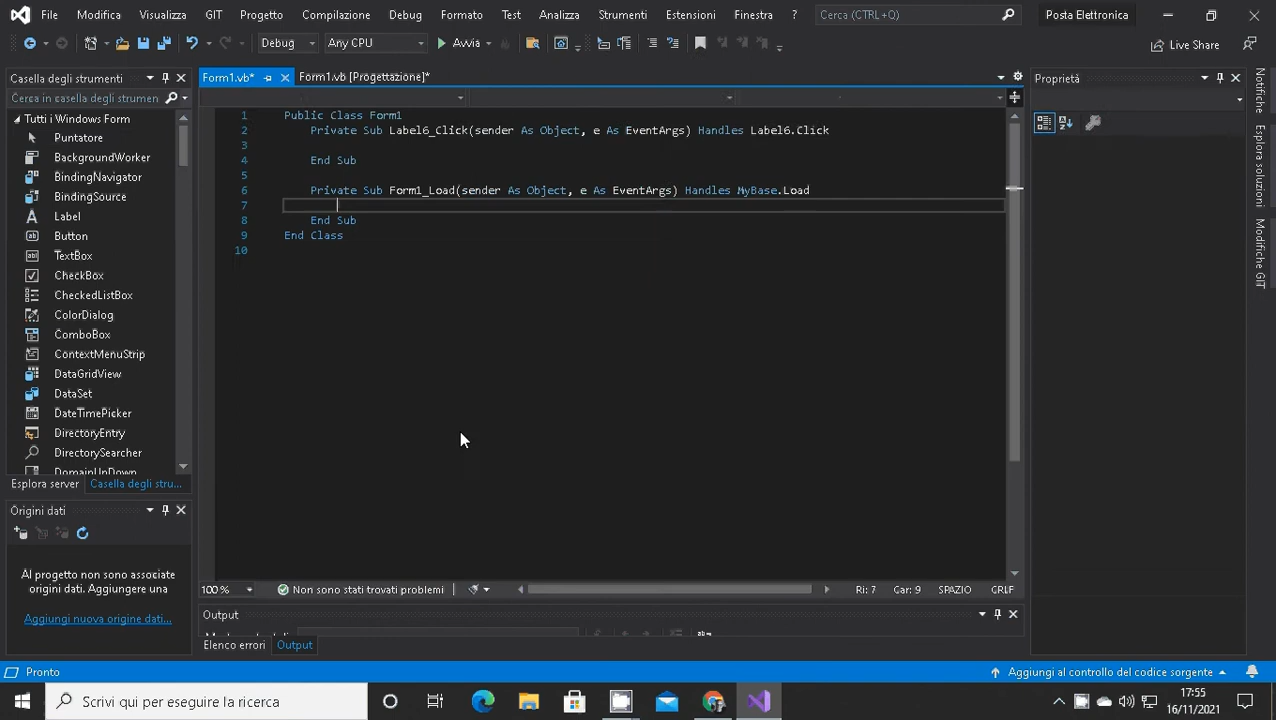 File Modifica Visualizza GIT Progetto Compilazione Debug Formato Test Analizza Strumenti Estensioni Finestra ? Cerca (CTRL+Q) Posta Elettronica
Debug Any CPU Avvia Live Share
Casella degli strumenti
Cerca in casella degli strumen
Tutti i Windows Form
Puntatore
BackgroundWorker
BindingNavigator
BindingSource
Label
Button
TextBox
CheckBox
CheckedListBox
ColorDialog
ComboBox
ContextMenuStrip
DataGridView
DataSet
DateTimePicker
DirectoryEntry
DirectorySearcher
DomainUpDown
Esplora server Casella degli stru...
Origini dati
Al progetto non sono associate
origini dati. Aggiungere una
Aggiungi nuova origine dati...
Form1.vb* Form1.vb [Progettazione]*
1 Public Class Form1
2 Private Sub Label6_Click(sender As Object, e As EventArgs) Handles Label6.Click
3
4 End Sub
5
6 Private Sub Form1_Load(sender As Object, e As EventArgs) Handles MyBase.Load
7
8 End Sub
9 End Class
10
100 % Non sono stati trovati problemi Ri: 7 Car: 9 SPAZIO CRLF
Output
Elenco errori Output
Proprietà
Notifiche
Esplora soluzioni
Modifiche GIT
Pronto Aggiungi al controllo del codice sorgente
Scrivi qui per eseguire la ricerca
17:55
16/11/2021